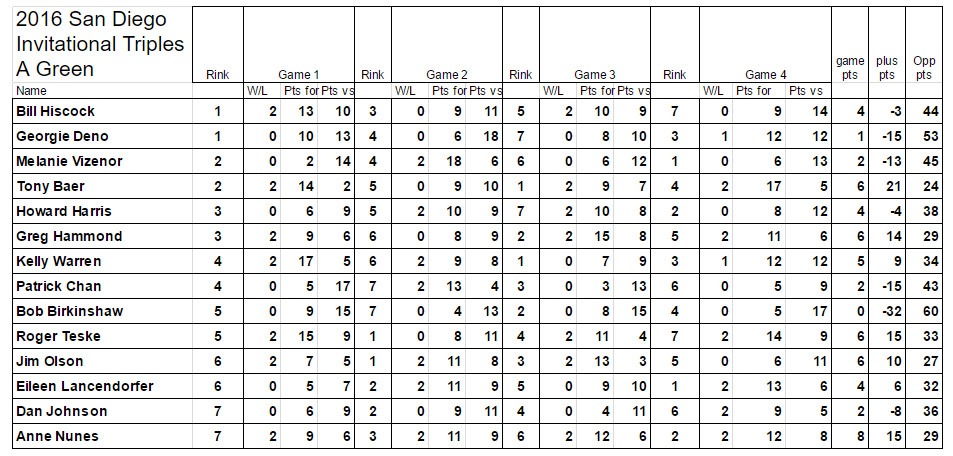 2016 San Diego
Invitational Triples
A Green
Rink Game 1 Rink Game 2 Rink Game 3 Rink Game 4 game pts plus pts Opp pts
Name W/L Pts for Pts vs W/L Pts for Pts vs W/L Pts for Pts vs W/L Pts for Pts vs
Bill Hiscock 1 2 13 10 3 0 9 11 5 2 10 9 7 0 9 14 4 -3 44
Georgie Deno 1 0 10 13 4 0 6 18 7 0 8 10 3 1 12 12 1 -15 53
Melanie Vizenor 2 0 2 14 4 2 18 6 6 0 6 12 1 0 6 13 2 -13 45
Tony Baer 2 2 14 2 5 0 9 10 1 2 9 7 4 2 17 5 6 21 24
Howard Harris 3 0 6 9 5 2 10 9 7 2 10 8 2 0 8 12 4 -4 38
Greg Hammond 3 2 9 6 6 0 8 9 2 2 15 8 5 2 11 6 6 14 29
Kelly Warren 4 2 17 5 6 2 9 8 1 0 7 9 3 1 12 12 5 9 34
Patrick Chan 4 0 5 17 7 2 13 4 3 0 3 13 6 0 5 9 2 -15 43
Bob Birkinshaw 5 0 9 15 7 0 4 13 2 0 8 15 4 0 5 17 0 -32 60
Roger Teske 5 2 15 9 1 0 8 11 4 2 11 4 7 2 14 9 6 15 33
Jim Olson 6 2 7 5 1 2 11 8 3 2 13 3 5 0 6 11 6 10 27
Eileen Lancendorfer 6 0 5 7 2 2 11 9 5 0 9 10 1 2 13 6 4 6 32
Dan Johnson 7 0 6 9 2 0 9 11 4 0 4 11 6 2 9 5 2 -8 36
Anne Nunes 7 2 9 6 3 2 11 9 6 2 12 6 2 2 12 8 8 15 29